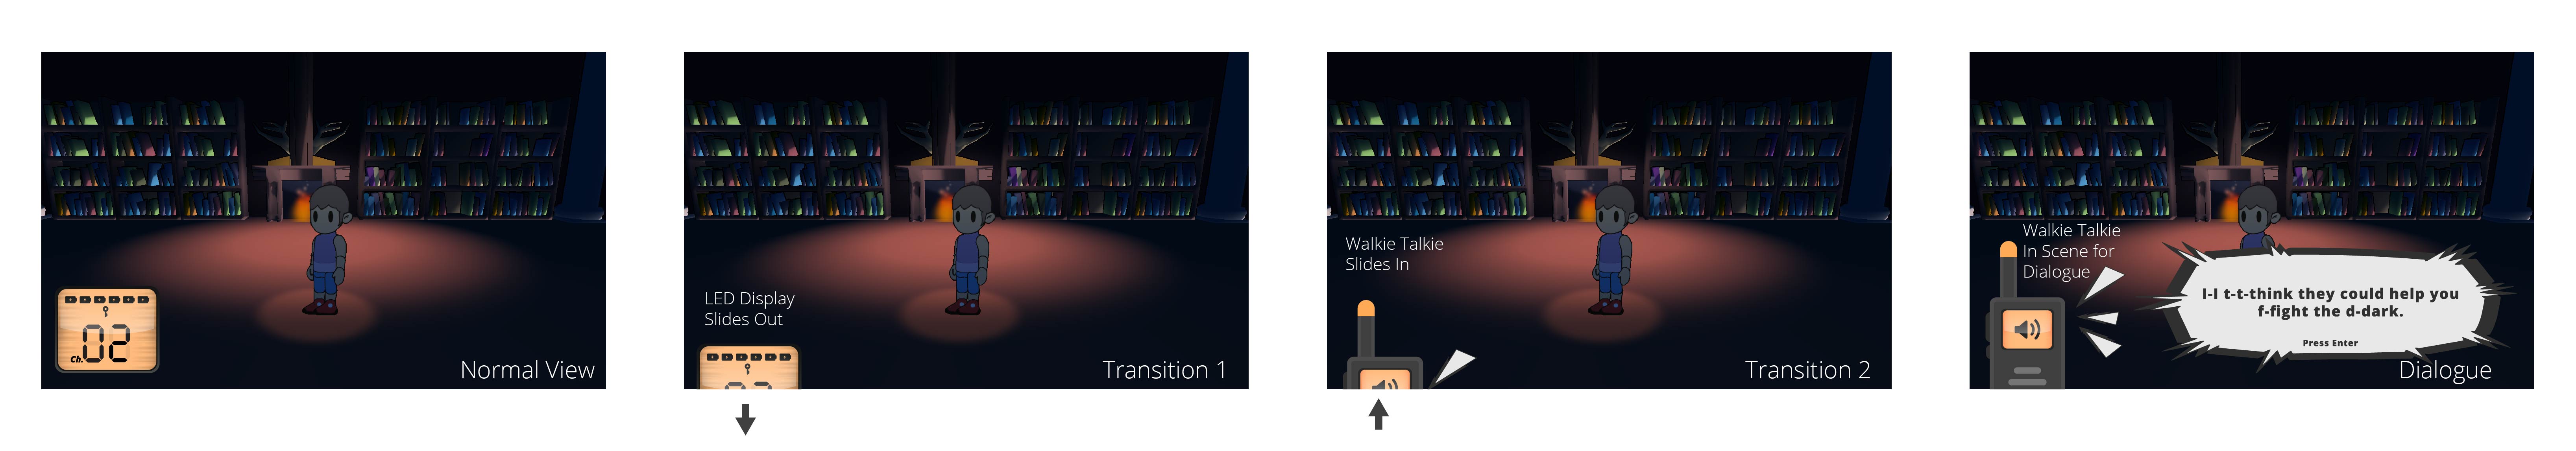 Ch.02
Normal View
LED Display
Slides Out
Transition 1
Walkie Talkie
Slides In
Transition 2
Walkie Talkie
In Scene for
Dialogue
I-I t-t-think they could help you
f-fight the d-dark.
Press Enter
Dialogue